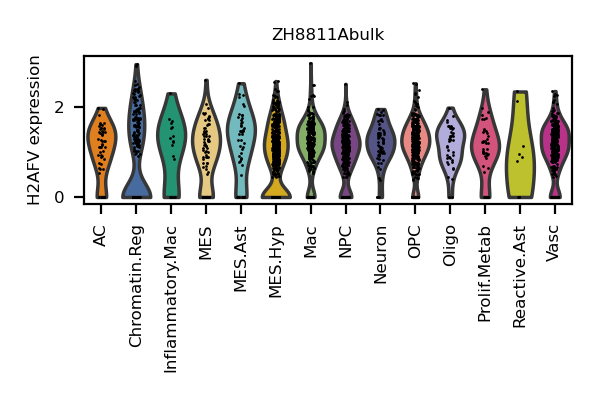 ZH8811Abulk
H2AFV expression
2
0
AC
Chromatin.Reg
Inflammatory.Mac
MES
MES.Ast
MES.Hyp
Mac
NPC
Neuron
OPC
Oligo
Prolif.Metab
Reactive.Ast
Vasc